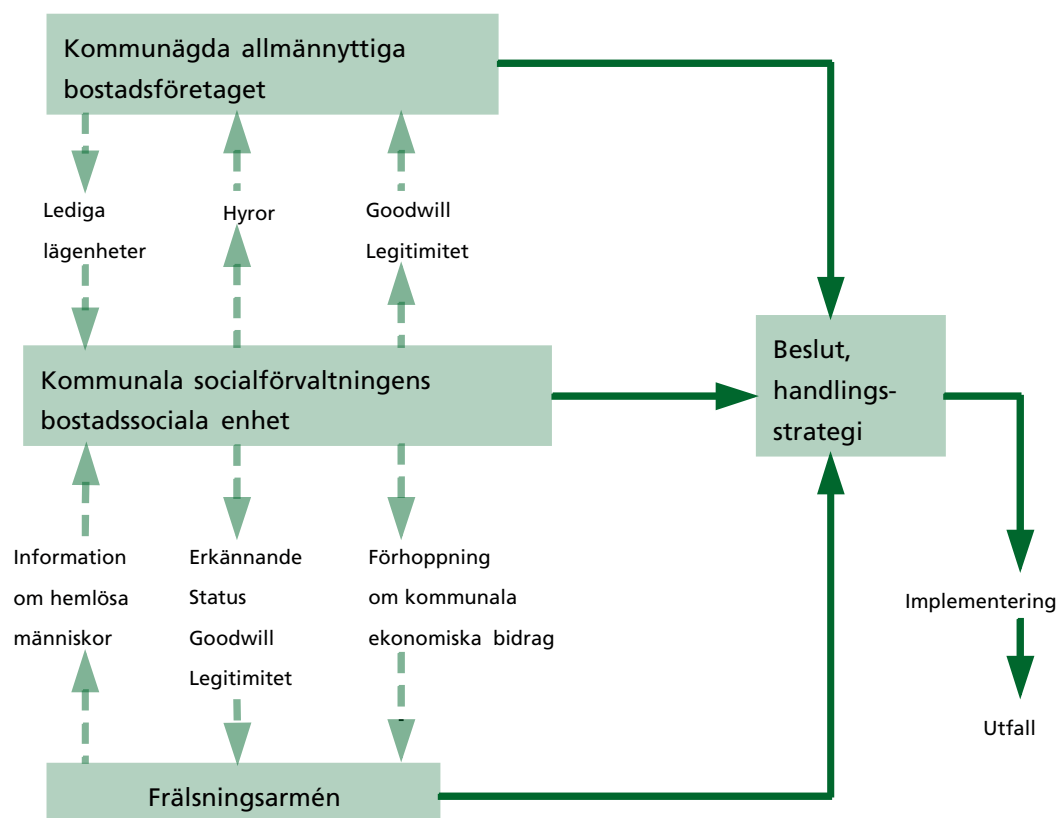 Kommunägda allmännyttiga
bostadsföretaget
Lediga
lägenheter
Hyror
Goodwill
Legitimitet
Kommunala socialförvaltningens
bostadssociala enhet
Beslut,
handlings-
strategi
Information
om hemlösa
människor
Erkännande
Status
Goodwill
Legitimitet
Förhoppning
om kommunala
ekonomiska bidrag
Implementering
Utfall
Frälsningsarmén